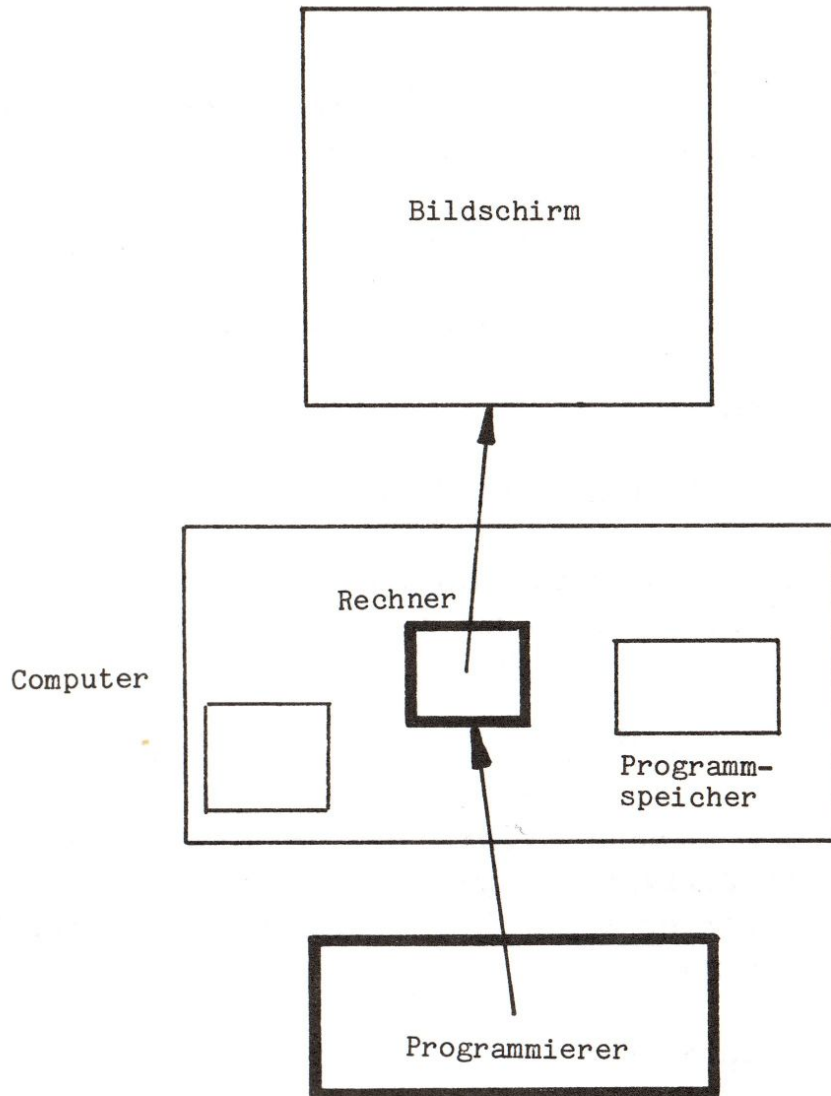 Bildschirm
Rechner
Computer
Programm-
speicher
Programmierer